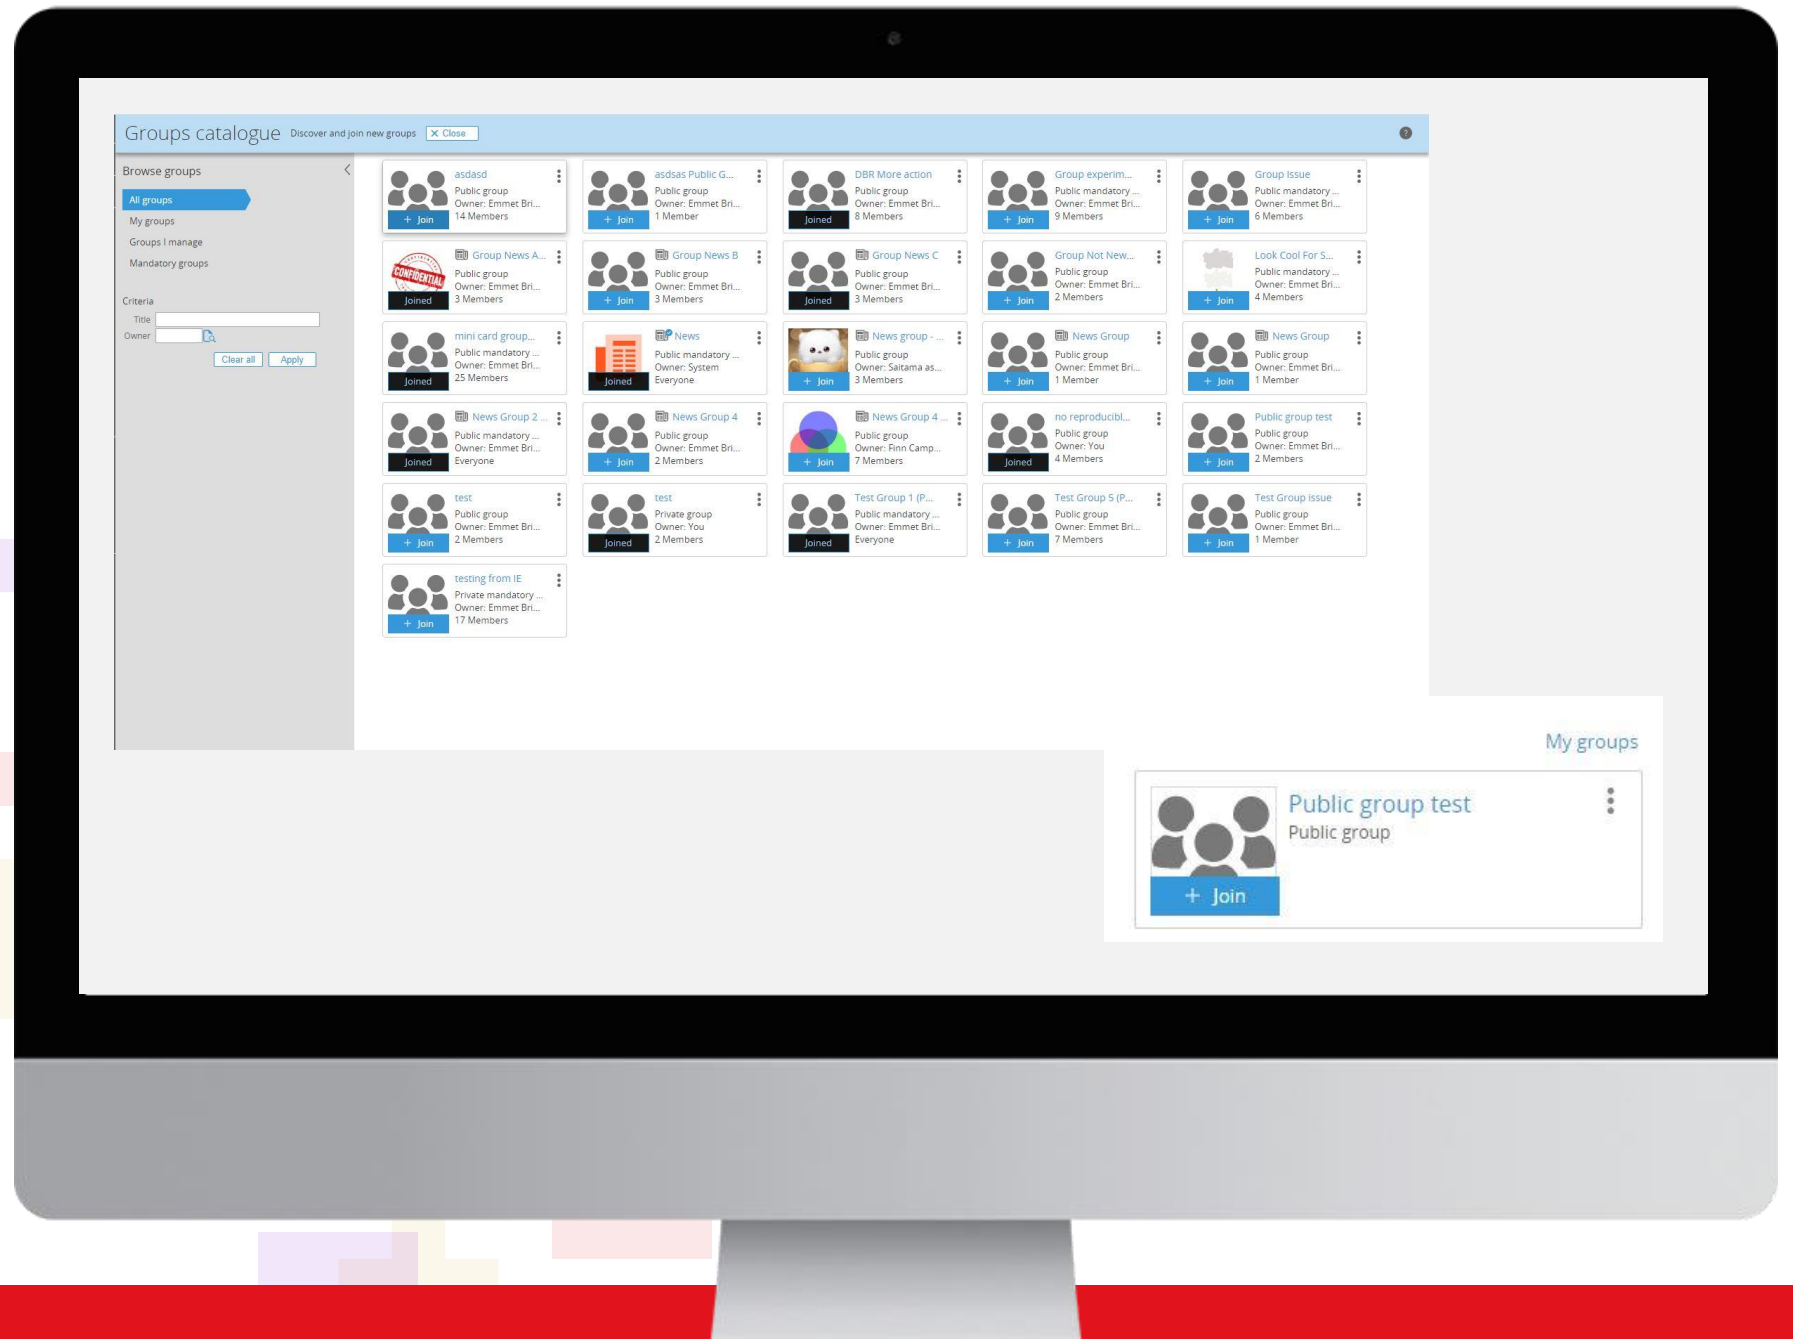 Groups catalogue Discover and join new groups X Close ?
Browse groups
All groups
My groups
Groups I manage
Mandatory groups
Criteria
Title
Owner
Clear all Apply
asdasd
Public group
Owner: Emmet Bri...
14 Members
+ Join
asdsas Public G...
Public group
Owner: Emmet Bri...
1 Member
+ Join
DBR More action
Public group
Owner: Emmet Bri...
8 Members
Joined
Group experim...
Public mandatory ...
Owner: Emmet Bri...
9 Members
+ Join
Group Issue
Public mandatory ...
Owner: Emmet Bri...
6 Members
+ Join
CONFIDENTIAL
Group News A...
Public group
Owner: Emmet Bri...
3 Members
Joined
Group News B
Public group
Owner: Emmet Bri...
3 Members
+ Join
Group News C
Public group
Owner: Emmet Bri...
3 Members
Joined
Group Not New...
Public group
Owner: Emmet Bri...
2 Members
+ Join
Look Cool For S...
Public mandatory ...
Owner: Emmet Bri...
4 Members
+ Join
mini card group...
Public mandatory ...
Owner: Emmet Bri...
25 Members
Joined
News
Public mandatory ...
Owner: System
Everyone
Joined
News group - ...
Public group
Owner: Saitama as...
3 Members
+ Join
News Group
Public group
Owner: Emmet Bri...
1 Member
+ Join
News Group
Public group
Owner: Emmet Bri...
1 Member
+ Join
News Group 2 ...
Public mandatory ...
Owner: Emmet Bri...
Everyone
Joined
News Group 4
Public group
Owner: Emmet Bri...
2 Members
+ Join
News Group 4 ...
Public group
Owner: Finn Camp...
7 Members
+ Join
no reproducibl...
Public group
Owner: You
4 Members
Joined
Public group test
Public group
Owner: Emmet Bri...
2 Members
+ Join
test
Public group
Owner: Emmet Bri...
2 Members
+ Join
test
Private group
Owner: You
2 Members
Joined
Test Group 1 (P...
Public mandatory ...
Owner: Emmet Bri...
Everyone
Joined
Test Group 5 (P...
Public group
Owner: Emmet Bri...
7 Members
+ Join
Test Group Issue
Public group
Owner: Emmet Bri...
1 Member
+ Join
testing from IE
Private mandatory ...
Owner: Emmet Bri...
17 Members
+ Join
My groups
Public group test
Public group
+ Join